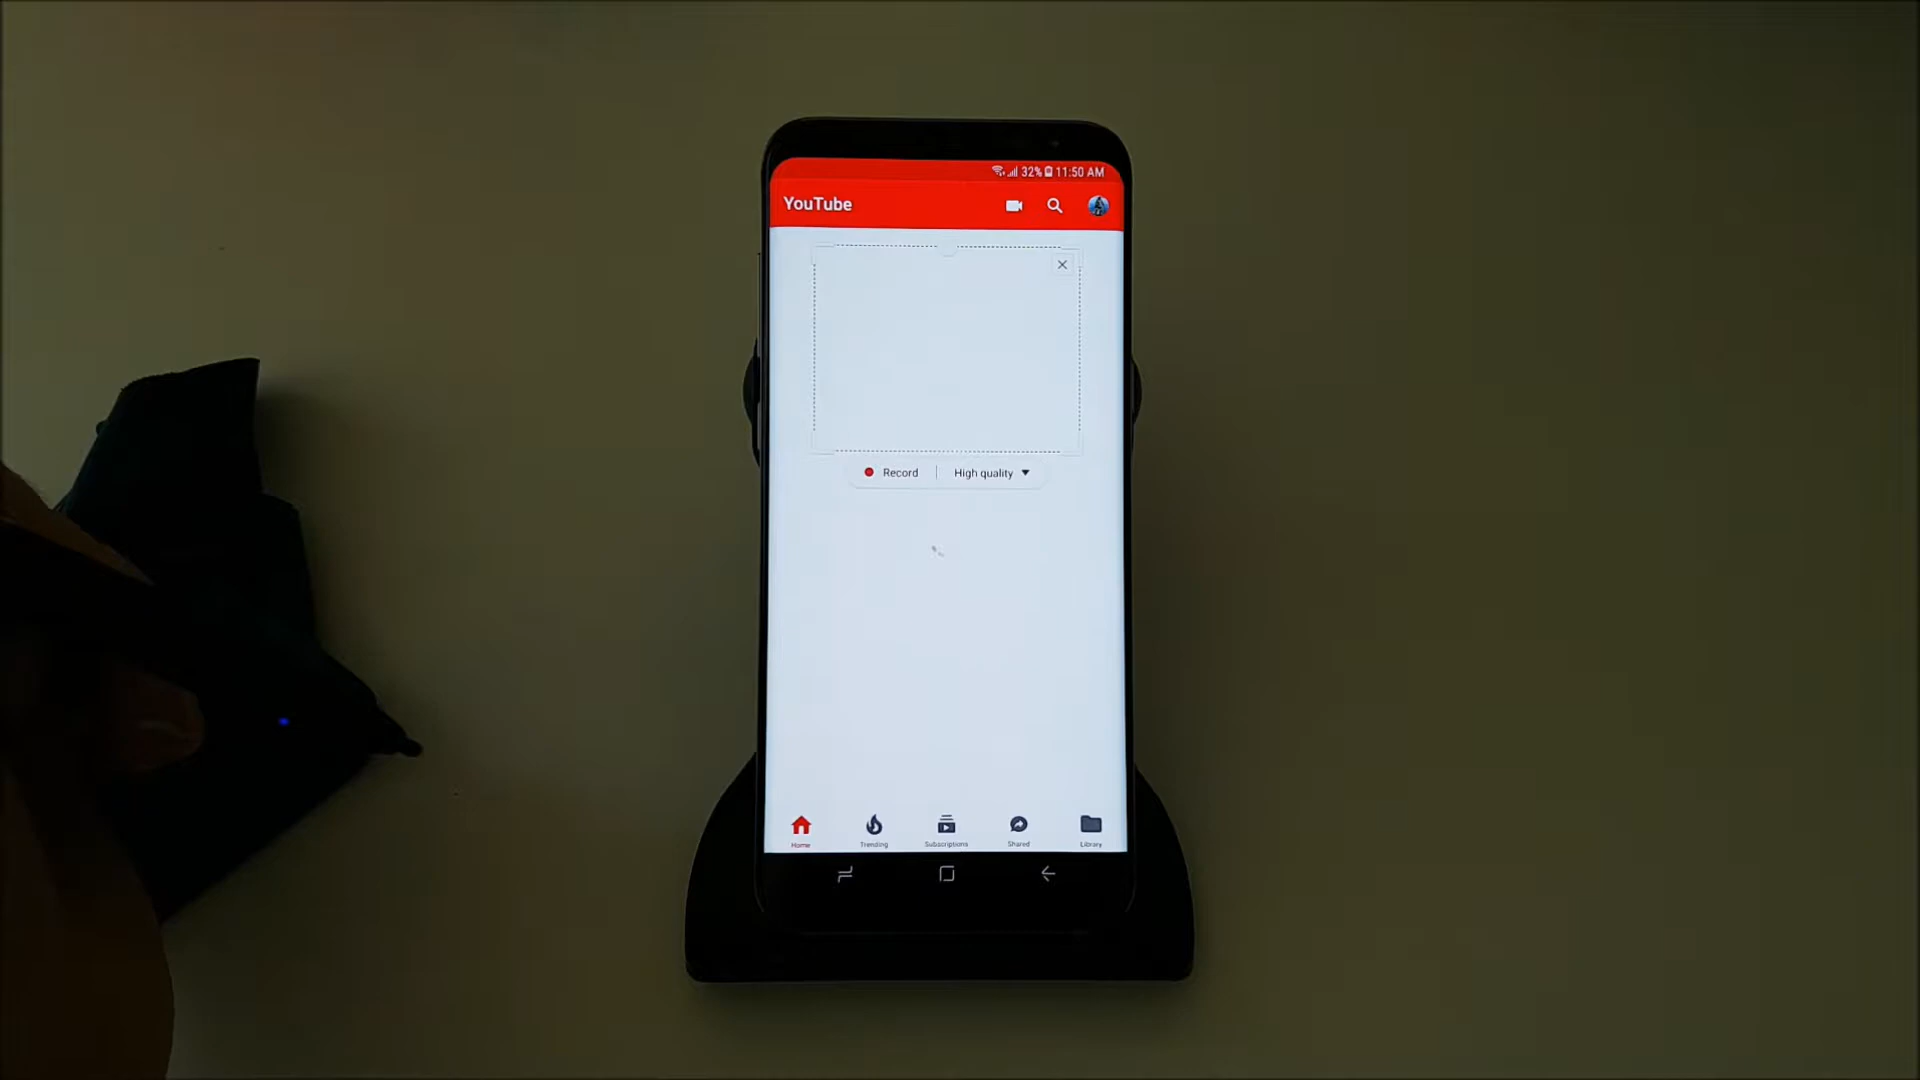 32% 11:50 AM
YouTube
Record
High quality
Home
Trending
Subscriptions
Shared
Library